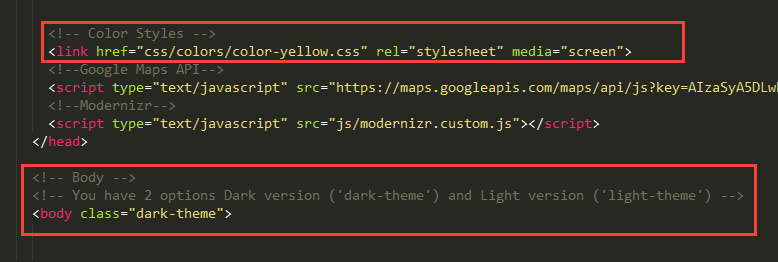 <!-- Color Styles -->
<link href="css/colors/color-yellow.css" rel="stylesheet" media="screen">
<!--Google Maps API-->
<script type="text/javascript" src="https://maps.googleapis.com/maps/api/js?key=AIzaSyA5DLw
<!--Modernizr-->
<script type="text/javascript" src="js/modernizr.custom.js"></script>
</head>
<!-- Body -->
<!-- You have 2 options Dark version ('dark-theme') and Light version ('light-theme') -->
<body class="dark-theme">